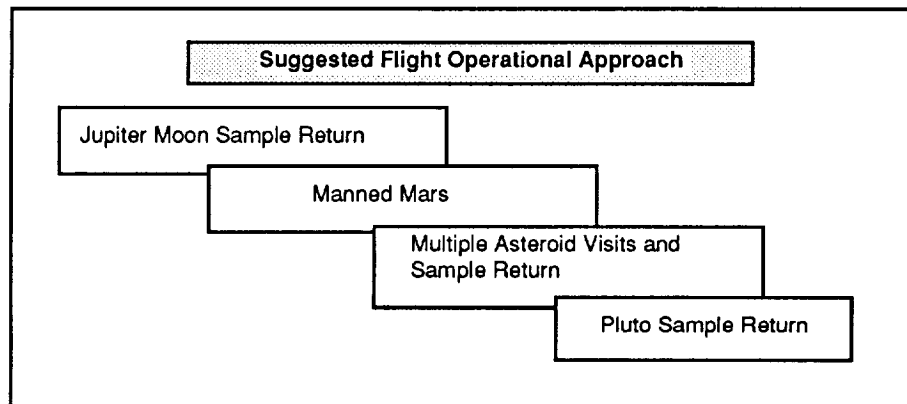 Suggested Flight Operational Approach
Jupiter Moon Sample Return
Manned Mars
Multiple Asteroid Visits and
Sample Return
Pluto Sample Return